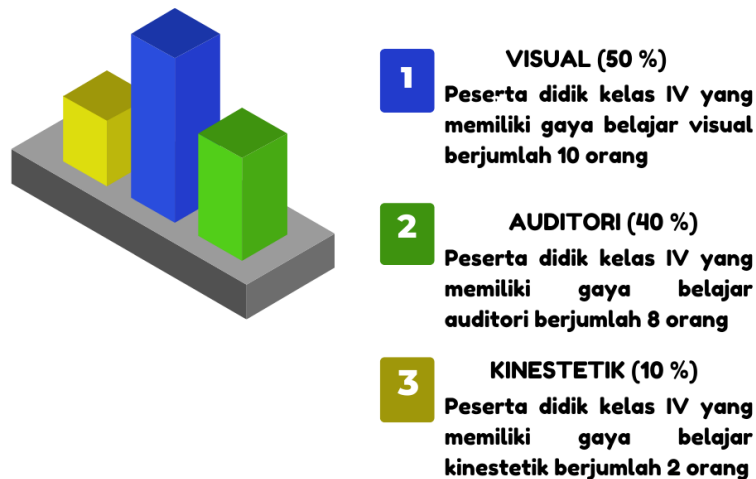 1
VISUAL (50 %)
Peserta didik kelas IV yang
memiliki gaya belajar visual
berjumlah 10 orang
2
AUDITORI (40 %)
Peserta didik kelas IV yang
memiliki gaya belajar
auditori berjumlah 8 orang
3
KINESTETIK (10 %)
Peserta didik kelas IV yang
memiliki gaya belajar
kinestetik berjumlah 2 orang